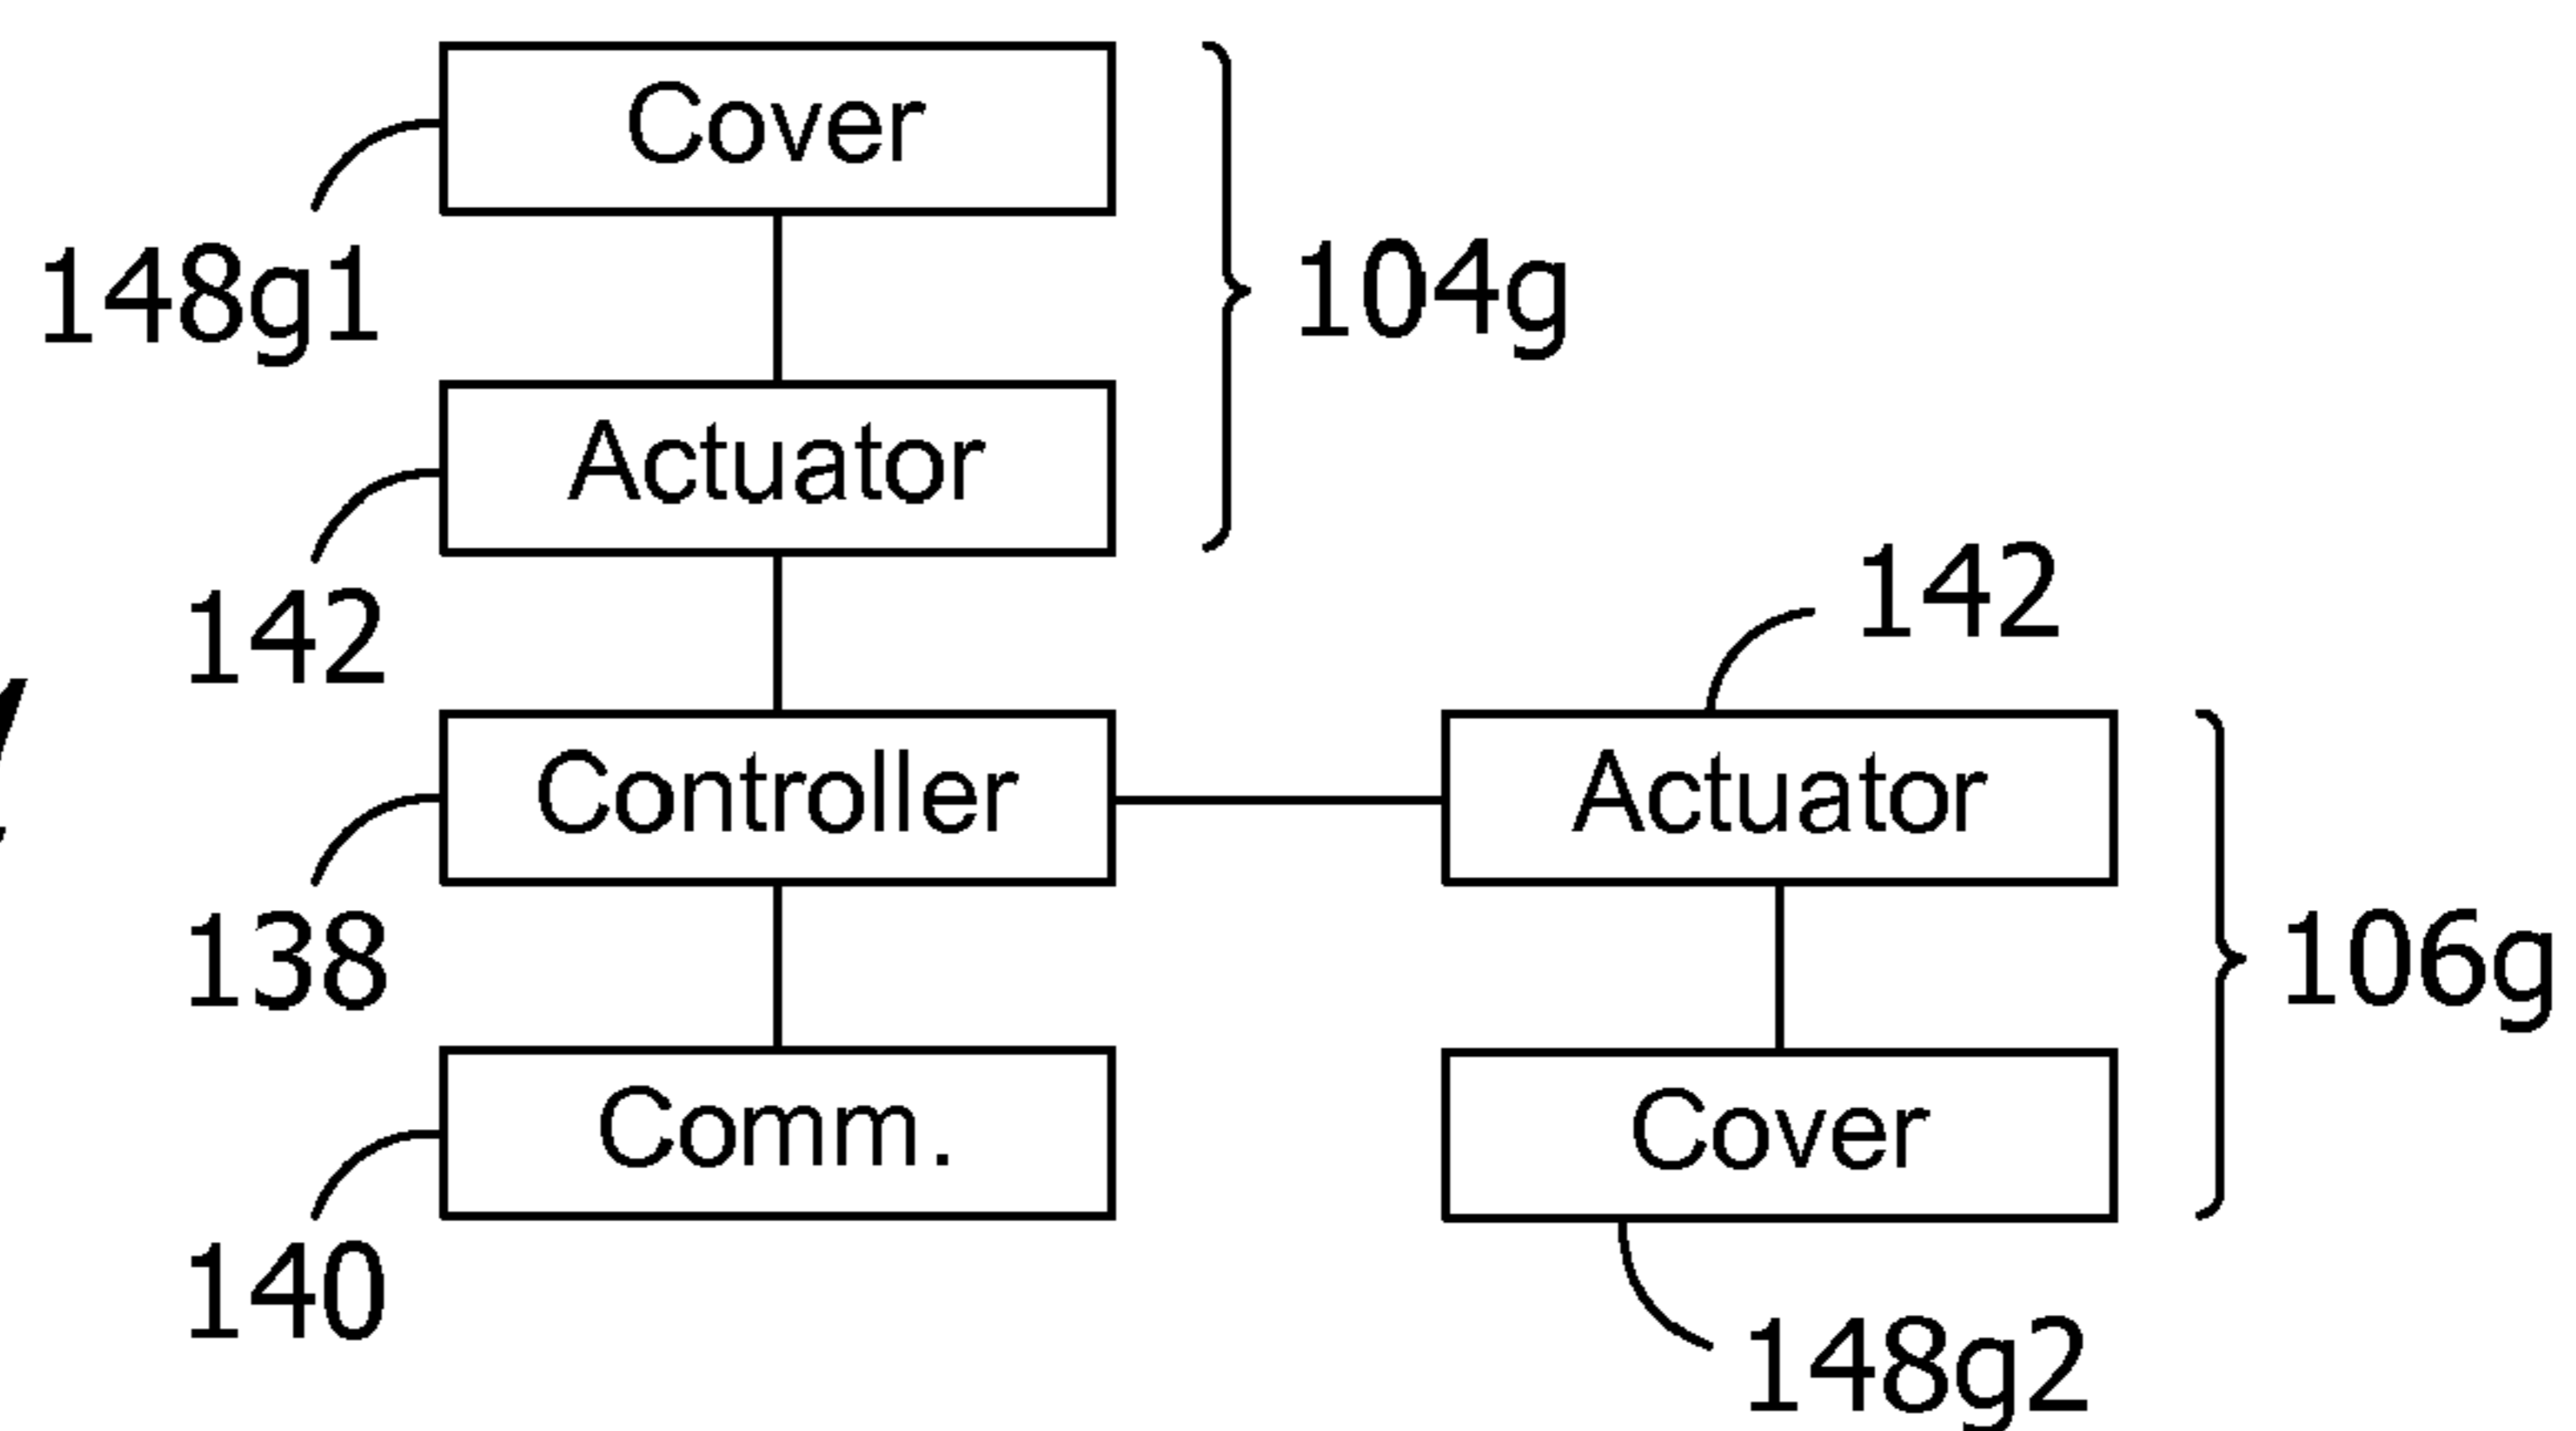 Cover
148g1
104g
Actuator
142
142
Controller
Actuator
138
106g
Comm.
Cover
140
148g2